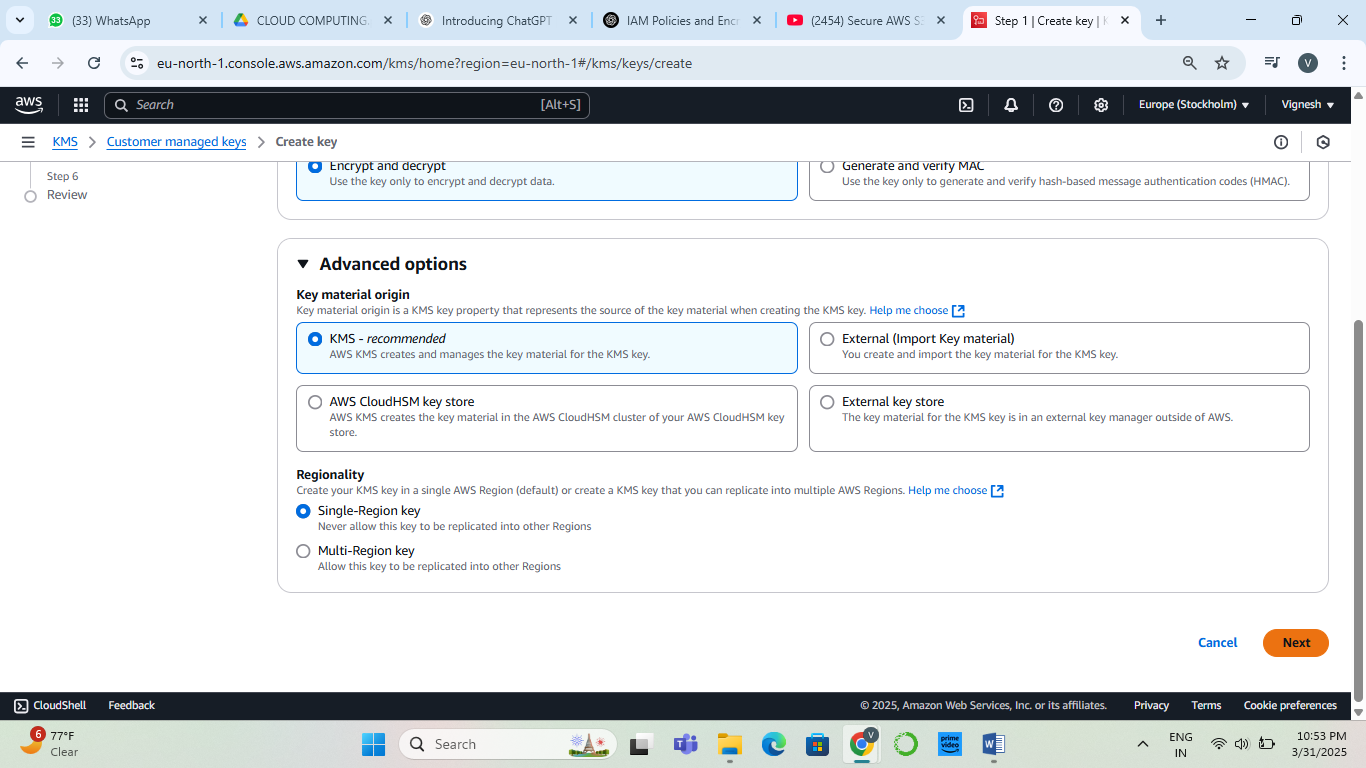 33
(33) WhatsApp
CLOUD COMPUTING.
Introducing ChatGPT
IAM Policies and Enc
(2454) Secure AWS S
Step 1 | Create key | K
eu-north-1.console.aws.amazon.com/kms/home?region=eu-north-1#/kms/keys/create
V
aws
Search
[Alt+S]
Europe (Stockholm)
Vignesh
KMS
Customer managed keys
Create key
Step 6
Review
Encrypt and decrypt
Use the key only to encrypt and decrypt data.
Generate and verify MAC
Use the key only to generate and verify hash-based message authentication codes (HMAC).
Advanced options
Key material origin
Key material origin is a KMS key property that represents the source of the key material when creating the KMS key. Help me choose
KMS - recommended
AWS KMS creates and manages the key material for the KMS key.
External (Import Key material)
You create and import the key material for the KMS key.
AWS CloudHSM key store
AWS KMS creates the key material in the AWS CloudHSM cluster of your AWS CloudHSM key
store.
External key store
The key material for the KMS key is in an external key manager outside of AWS.
Regionality
Create your KMS key in a single AWS Region (default) or create a KMS key that you can replicate into multiple AWS Regions. Help me choose
Single-Region key
Never allow this key to be replicated into other Regions
Multi-Region key
Allow this key to be replicated into other Regions
Cancel
Next
CloudShell
Feedback
© 2025, Amazon Web Services, Inc. or its affiliates.
Privacy
Terms
Cookie preferences
6
77°F
Clear
Search
V
prime video
W
ENG
IN
10:53 PM
3/31/2025